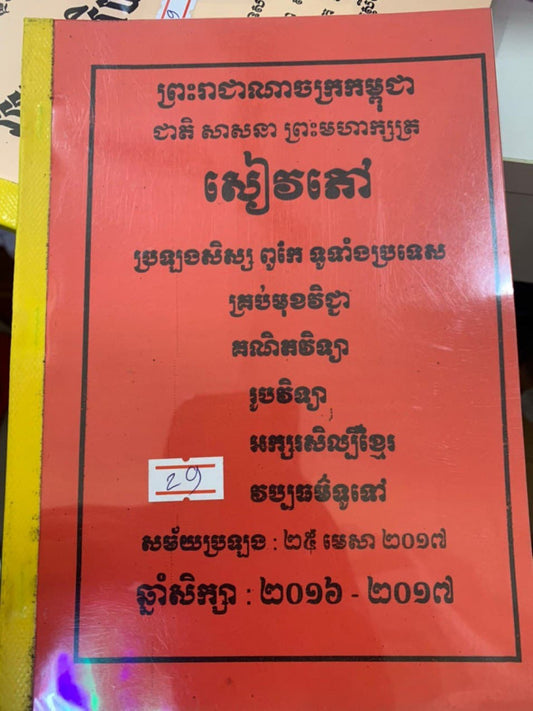 ព្រះរាជាណាចក្រកម្ពុជា
ជាតិ សាសនា ព្រះមហាក្សត្រ
សៀវភៅ
ប្រឡងសិស្ស ពូកែ ទូទាំងប្រទេស
គ្រប់មុខវិជ្ជា
គណិតវិទ្យា
រូបវិទ្យា
អក្សរសិល្ប៍ខ្មែរ
វប្បធម៌ទូទៅ
29
សម័យប្រឡង : ២៥ មេសា ២០១៧
ឆ្នាំសិក្សា : ២០១៦ - ២០១៧